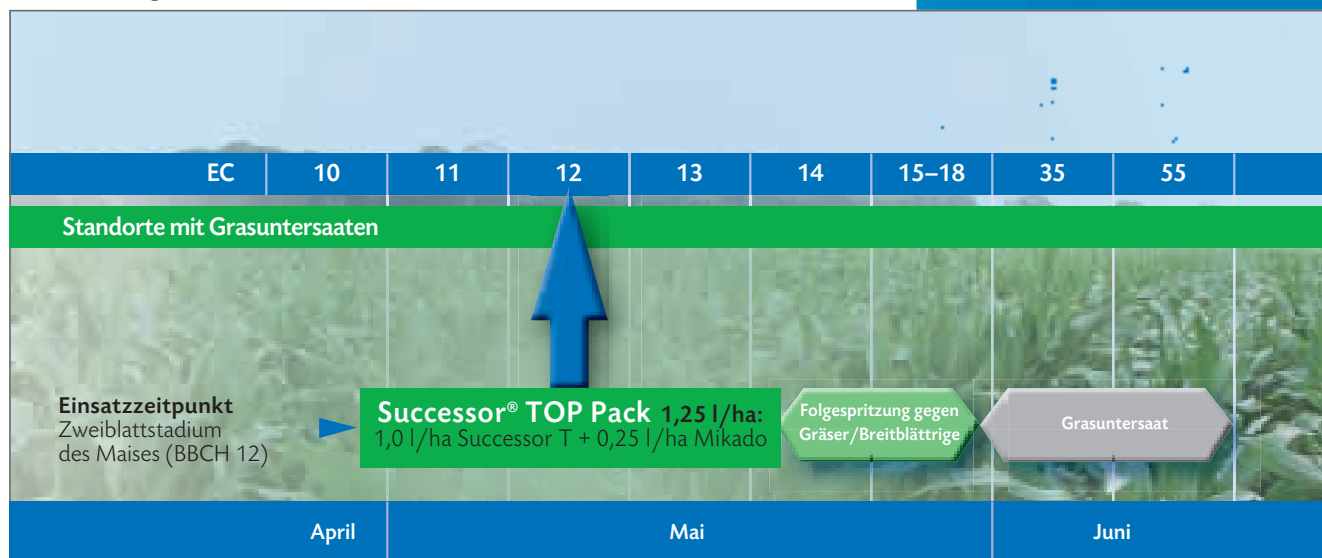 EC 10 11 12 13 14 15–18 35 55
Standorte mit Grasuntersaaten
Einsatzzeitpunkt
Zweiblattstadium
des Maises (BBCH 12)
Successor® TOP Pack 1,25 l/ha:
1,0 l/ha Successor T + 0,25 l/ha Mikado
Folgespritzung gegen
Gräser/Breitblättrige
Grasuntersaat
April Mai Juni